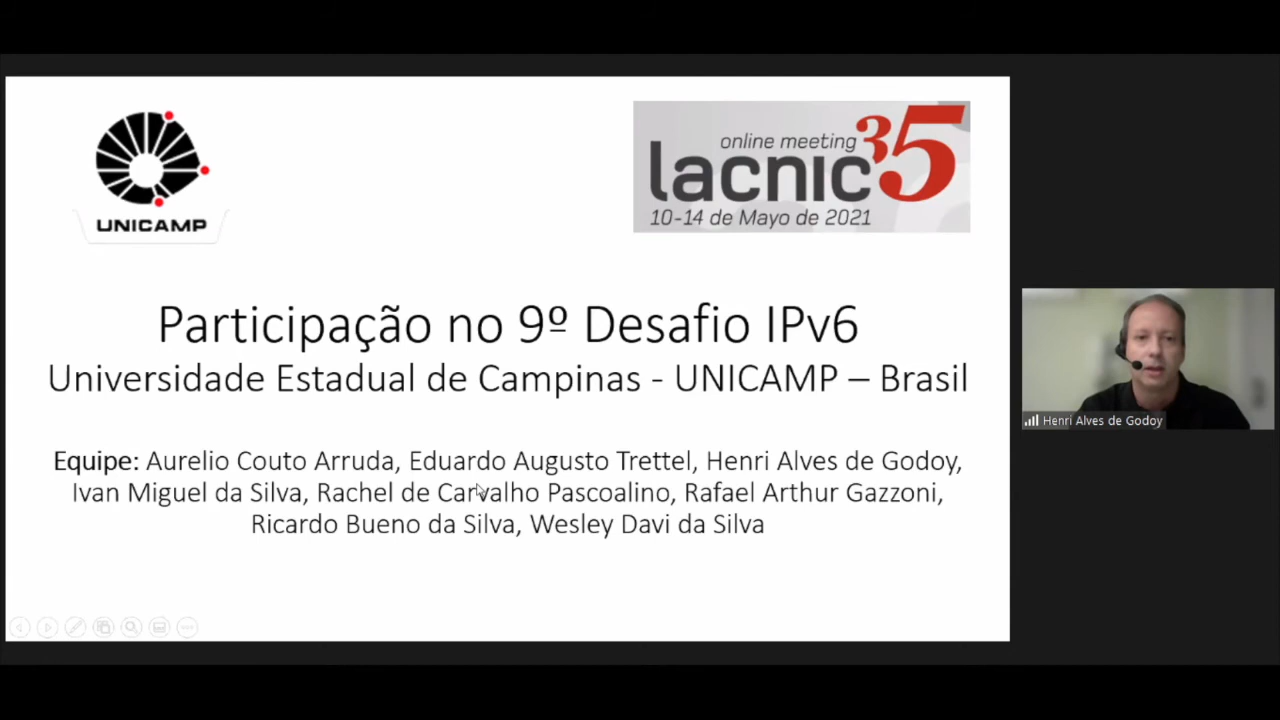 UNICAMP
online meeting 35
lacnic
10-14 de Mayo de 2021
Participação no 9º Desafio IPv6
Universidade Estadual de Campinas - UNICAMP – Brasil
Equipe: Aurelio Couto Arruda, Eduardo Augusto Trettel, Henri Alves de Godoy,
Ivan Miguel da Silva, Rachel de Carvalho Pascoalino, Rafael Arthur Gazzoni,
Ricardo Bueno da Silva, Wesley Davi da Silva
Henri Alves de Godoy